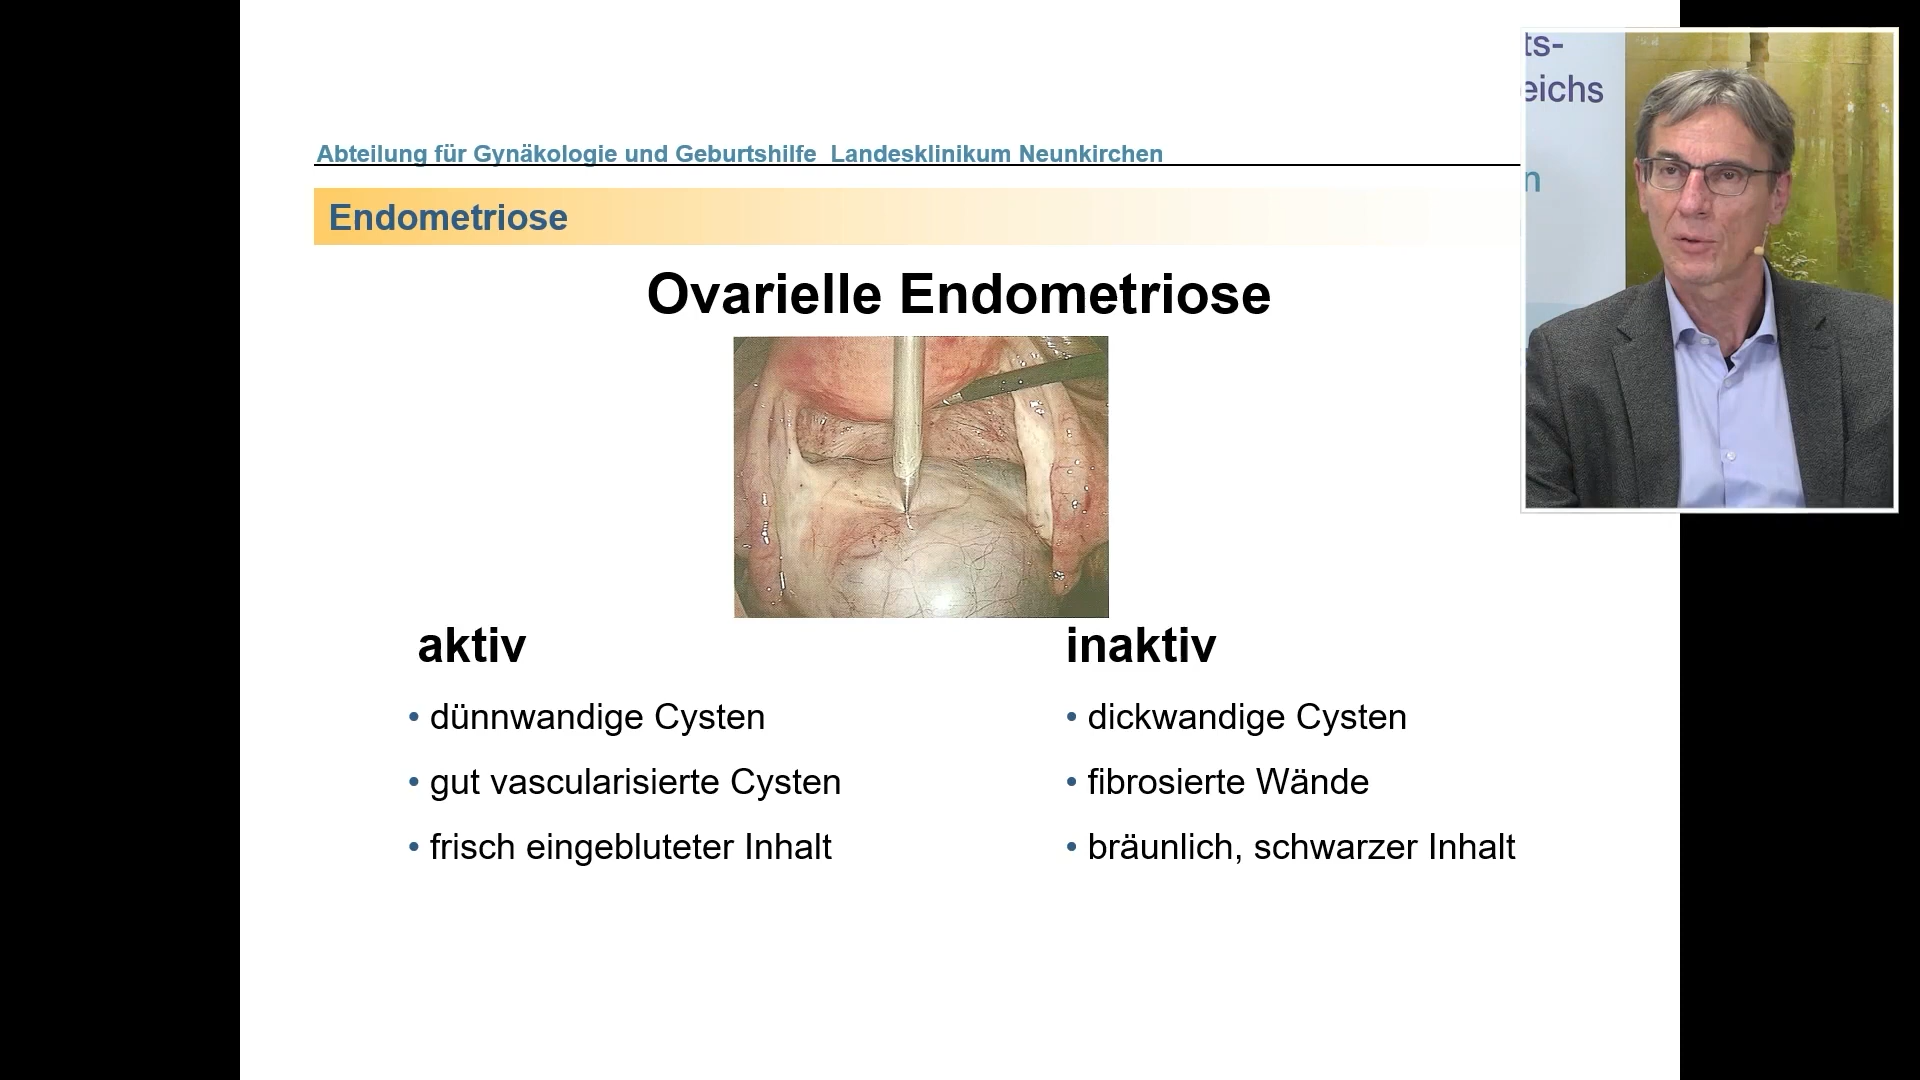 Abteilung für Gynäkologie und Geburtshilfe Landesklinikum Neunkirchen
Endometriose
Ovarielle Endometriose
aktiv
• dünnwandige Cysten
• gut vascularisierte Cysten
• frisch eingebluteter Inhalt
inaktiv
• dickwandige Cysten
• fibrosierte Wände
• bräunlich, schwarzer Inhalt
ts-
eichs
n